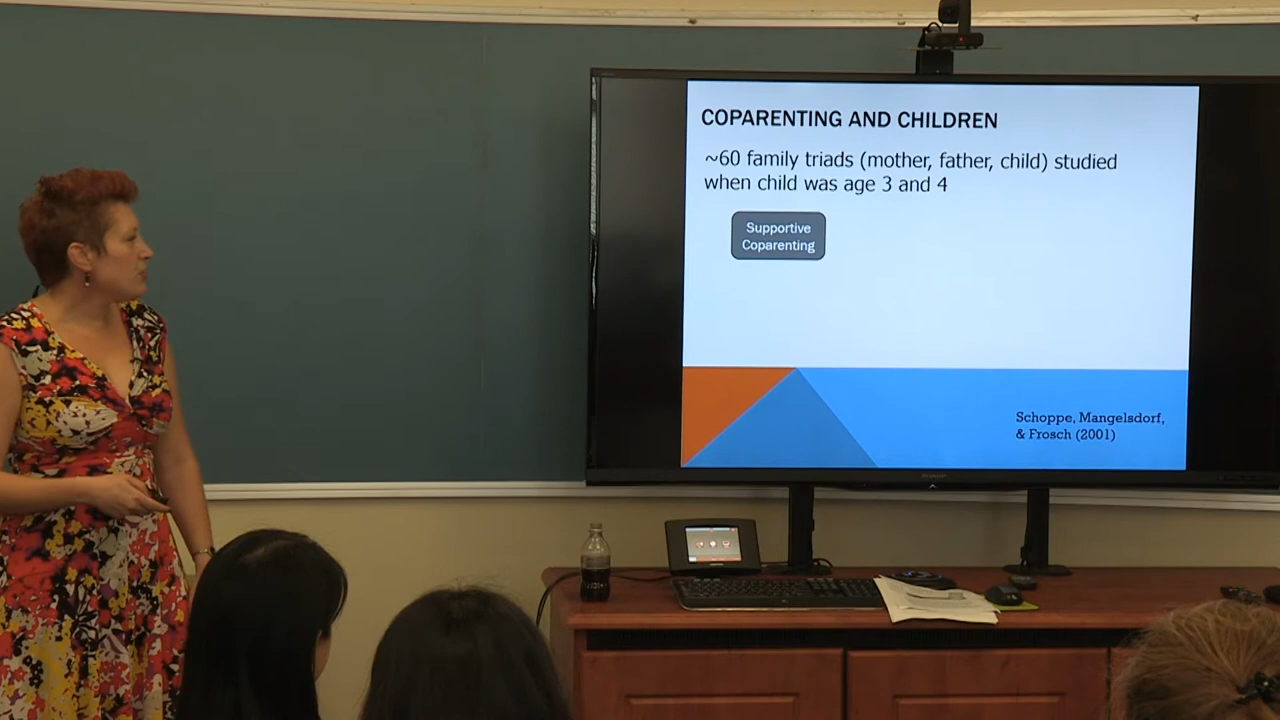 COPARENTING AND CHILDREN
~60 family triads (mother, father, child) studied
when child was age 3 and 4
Supportive
Coparenting
Schoppe, Mangelsdorf,
& Frosch (2001)